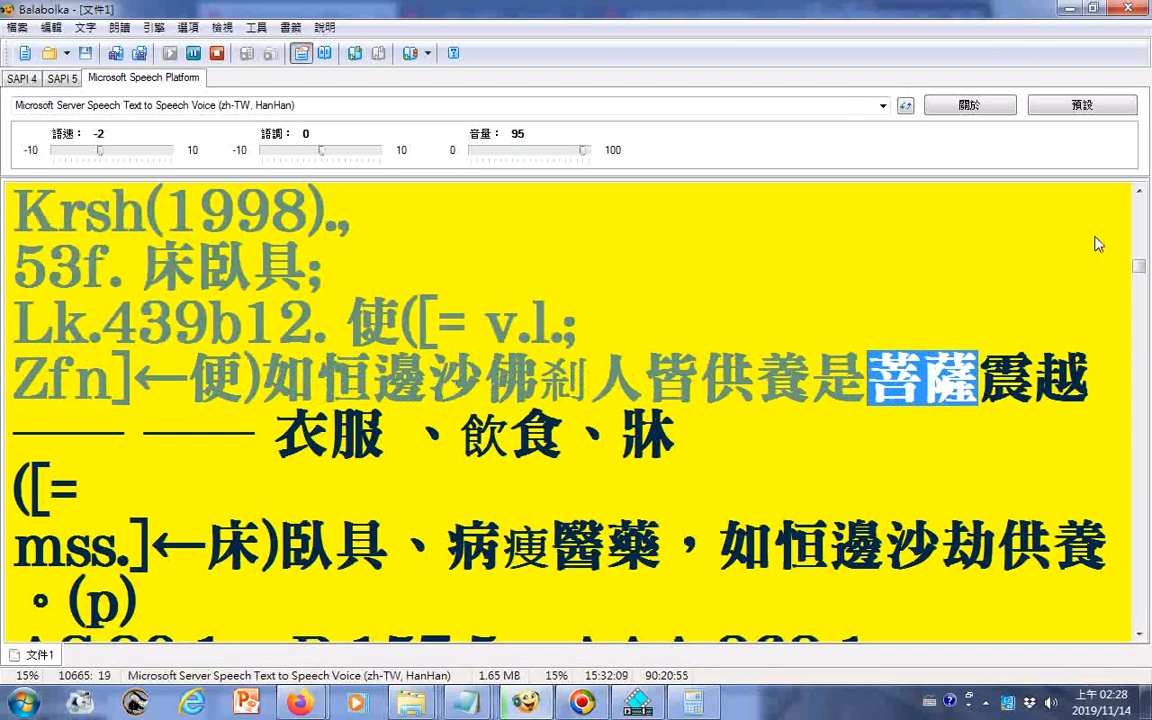 Balabolka - [文件1]
檔案 編輯 文字 朗讀 引擎 選項 檢視 工具 書籤 說明
SAPI 4 SAPI 5 Microsoft Speech Platform
Microsoft Server Speech Text to Speech Voice (zh-TW, HanHan) 關於 預設
語速： -2 語調： 0 音量： 95
-10 10 -10 10 0 100
Krsh(1998).,
53f. 床臥具;
Lk.439b12. 使([= v.l.;
Zfn]←便)如恒邊沙佛剎人皆供養是菩薩震越
—— —— 衣服 、飲食、牀
([=
mss.]←床)臥具、病瘦醫藥，如恒邊沙劫供養
。(p)
文件1
15% 10665: 19 Microsoft Server Speech Text to Speech Voice (zh-TW, HanHan) 1.65 MB 15% 15:32:09 90:20:55
上午 02:28
2019/11/14